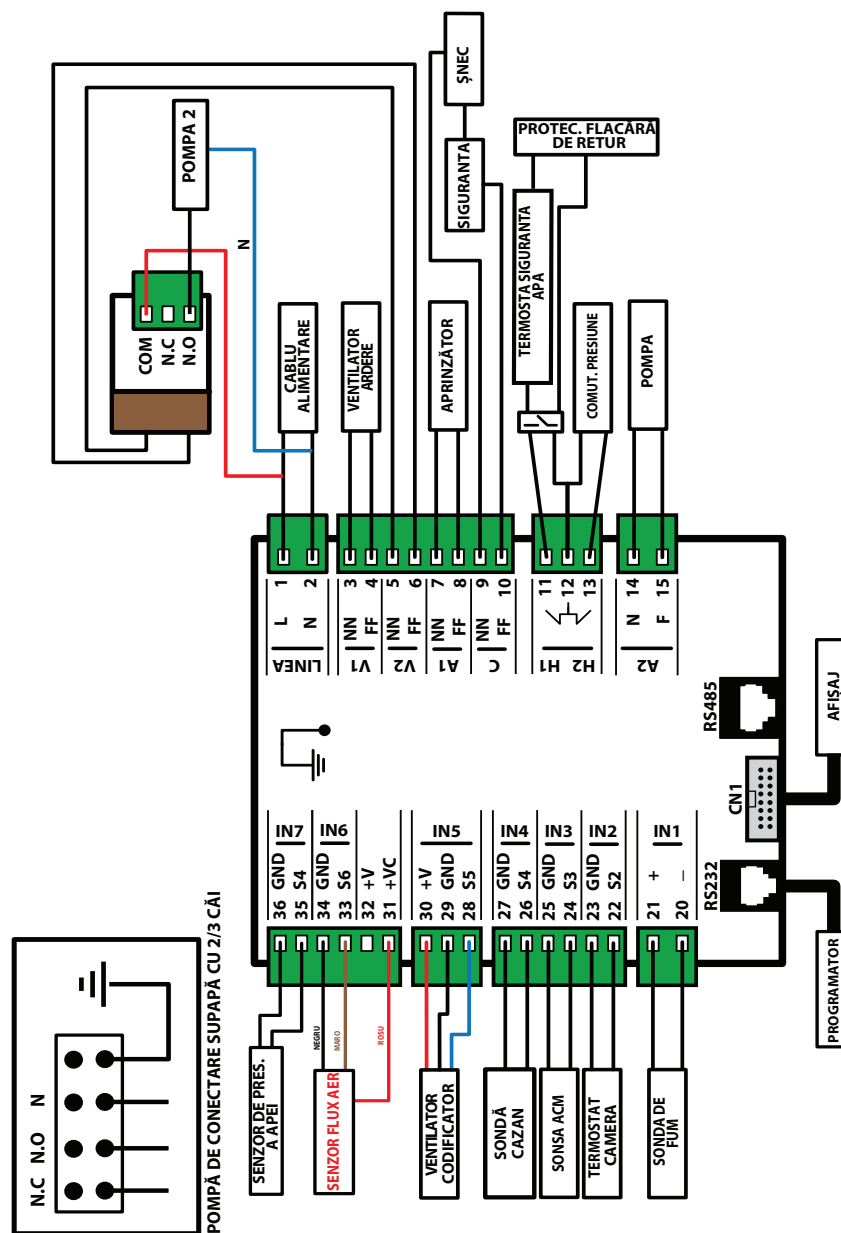 ȘNEC
SIGURANTA
PROTEC. FLACĂRĂ
DE RETUR
POMPA 2
N
COM
N.C
N.O
CABLU
ALIMENTARE
VENTILATOR
ARDERE
APRINZĂTOR
TERMOSTA SIGURANTA
APA
COMUT. PRESIUNE
POMPA
LINEA
L 1
N 2
V1
NN 3
FF 4
V2
NN 5
FF 6
A1
NN 7
FF 8
C
NN 9
FF 10
H1
H2
11
12
13
A2
N 14
F 15
RS485
AFIȘAJ
CN1
RS232
PROGRAMATOR
IN7
36 GND
35 S4
IN6
34 GND
33 S6
32 +V
31 +VC
IN5
30 +V
29 GND
28 S5
IN4
27 GND
26 S4
IN3
25 GND
24 S3
IN2
23 GND
22 S2
IN1
21 +
20 –
SENZOR DE PRES.
A APEI
NEGRU
MARO
ROSU
SENZOR FLUX AER
VENTILATOR
CODIFICATOR
SONDĂ
CAZAN
SONSA ACM
TERMOSTAT
CAMERA
SONDA DE
FUM
N.C N.O N
POMPĂ DE CONECTARE SUPAPĂ CU 2/3 CĂI